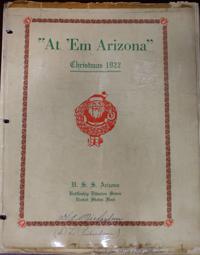 "At 'Em Arizona"
Christmas 1922
U. S. S. Arizona
Battleship Division Seven
United States Fleet